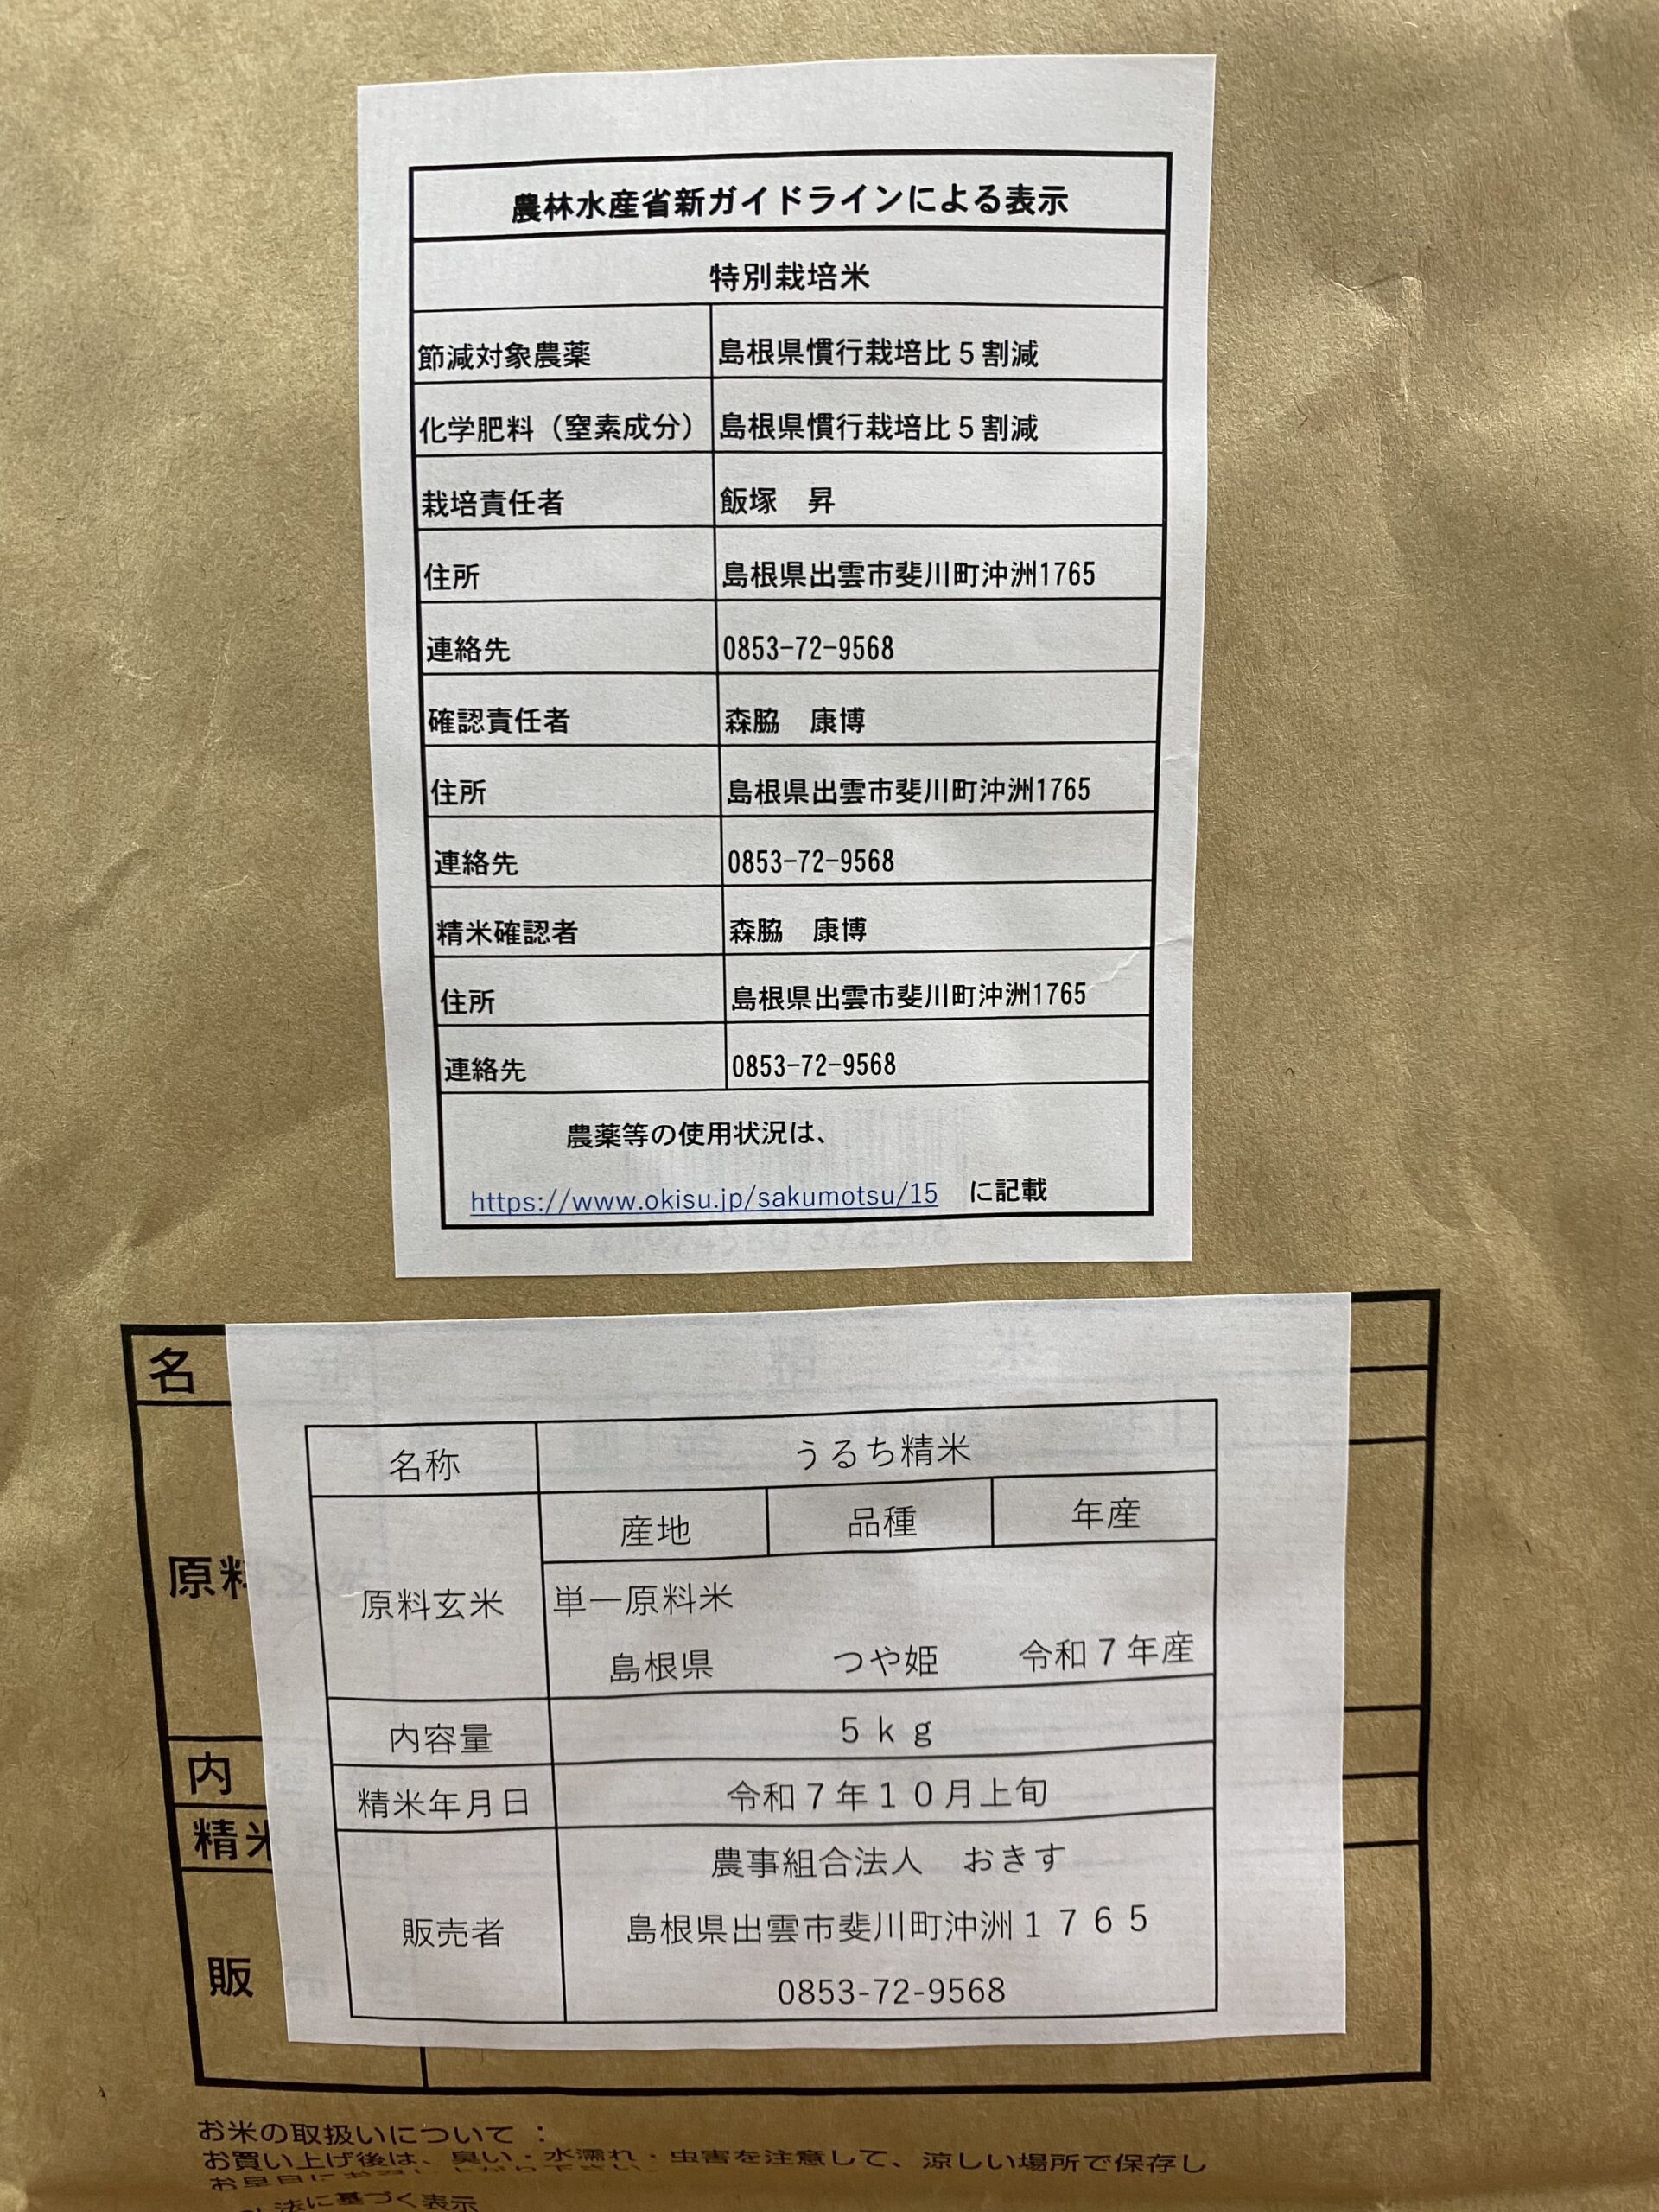 農林水産省新ガイドラインによる表示
特別栽培米
節減対象農薬 島根県慣行栽培比５割減
化学肥料（窒素成分） 島根県慣行栽培比５割減
栽培責任者 飯塚　昇
住所 島根県出雲市斐川町沖洲1765
連絡先 0853-72-9568
確認責任者 森脇　康博
住所 島根県出雲市斐川町沖洲1765
連絡先 0853-72-9568
精米確認者 森脇　康博
住所 島根県出雲市斐川町沖洲1765
連絡先 0853-72-9568
農薬等の使用状況は、
https://www.okisu.jp/sakumotsu/15 に記載
名
原料
内
精米
販
名称 うるち精米
原料玄米 産地 品種 年産
単一原料米
島根県 つや姫 令和７年産
内容量 ５ｋｇ
精米年月日 令和７年１０月上旬
販売者 農事組合法人　おきす
島根県出雲市斐川町沖洲１７６５
0853-72-9568
お米の取扱いについて：
お買い上げ後は、臭い・水濡れ・虫害を注意して、涼しい場所で保存し
法に基づく表示